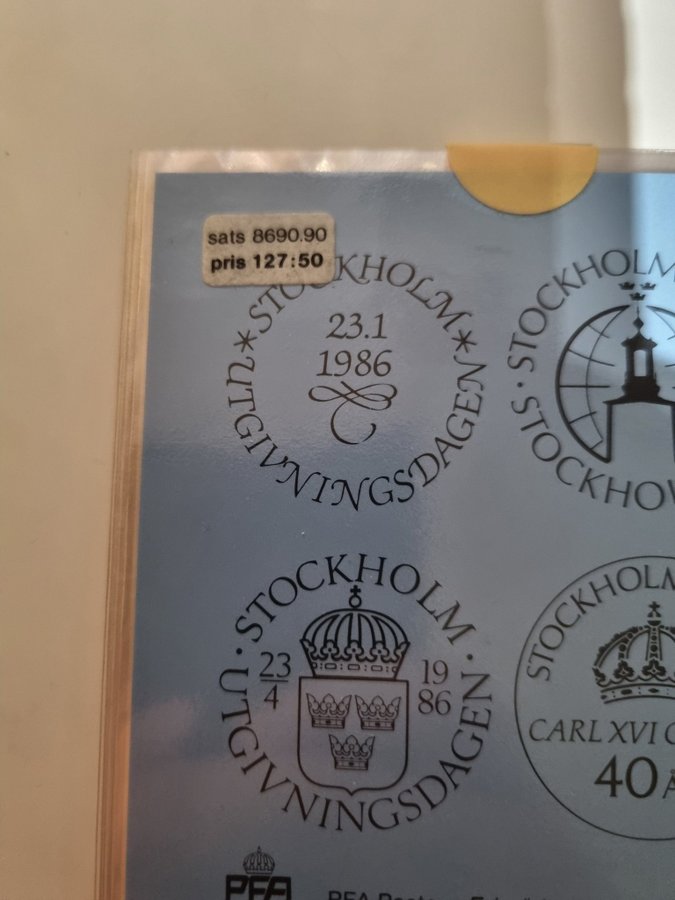 sats 8690.90
pris 127:50
STOCKHOLM
23.1
1986
* UTGIVNINGSDAGEN *
STOCKHOLM
· STOCKHO
· STOCKHOLM ·
23
4
19
86
UTGIVNINGSDAGEN
STOCKHOLM
CARL XVI G
40 Å
PFA